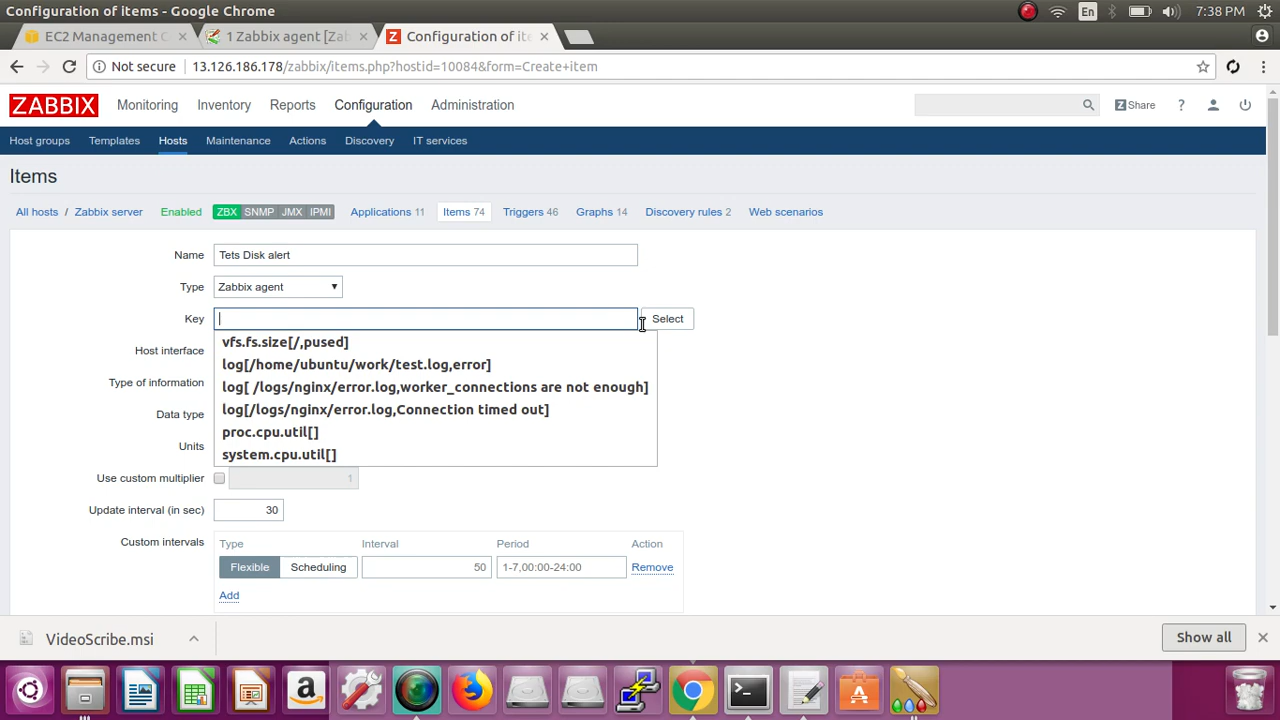 Configuration of items - Google Chrome
En
7:38 PM
EC2 Management C
1 Zabbix agent [Zab
Configuration of ite
Not secure
13.126.186.178/zabbix/items.php?hostid=10084&form=Create+item
ZABBIX
Monitoring
Inventory
Reports
Configuration
Administration
Z Share
?
Host groups
Templates
Hosts
Maintenance
Actions
Discovery
IT services
Items
All hosts / Zabbix server
Enabled
ZBX SNMP JMX IPMI
Applications 11
Items 74
Triggers 46
Graphs 14
Discovery rules 2
Web scenarios
Name
Tets Disk alert
Type
Zabbix agent
Key
Select
vfs.fs.size[/,pused]
Host interface
log[/home/ubuntu/work/test.log,error]
Type of information
log[ /logs/nginx/error.log,worker_connections are not enough]
Data type
log[/logs/nginx/error.log,Connection timed out]
Units
proc.cpu.util[]
system.cpu.util[]
Use custom multiplier
1
Update interval (in sec)
30
Custom intervals
Type Interval Period Action
Flexible Scheduling 50 1-7,00:00-24:00 Remove
Add
VideoScribe.msi
Show all